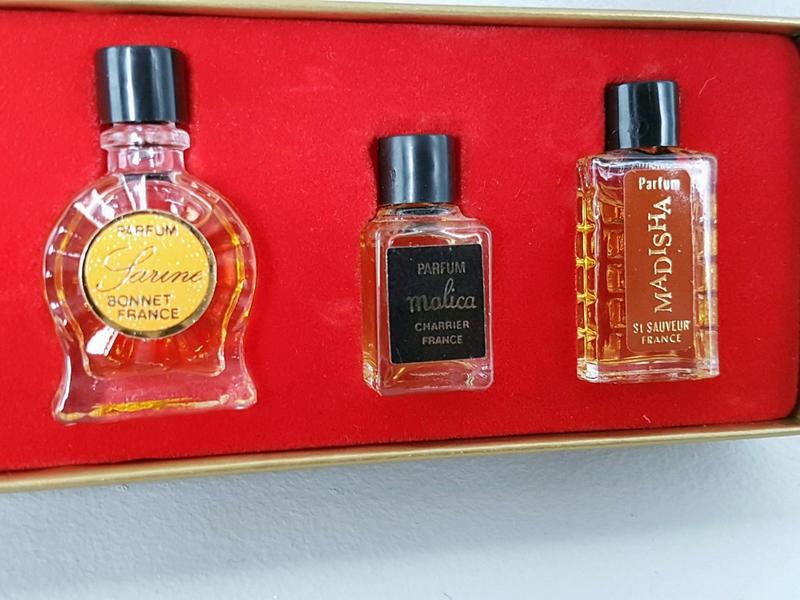 PARFUM
Sarine
BONNET
FRANCE
PARFUM
malica
CHARRIER
FRANCE
Parfum
MADISHA
St SAUVEUR
FRANCE